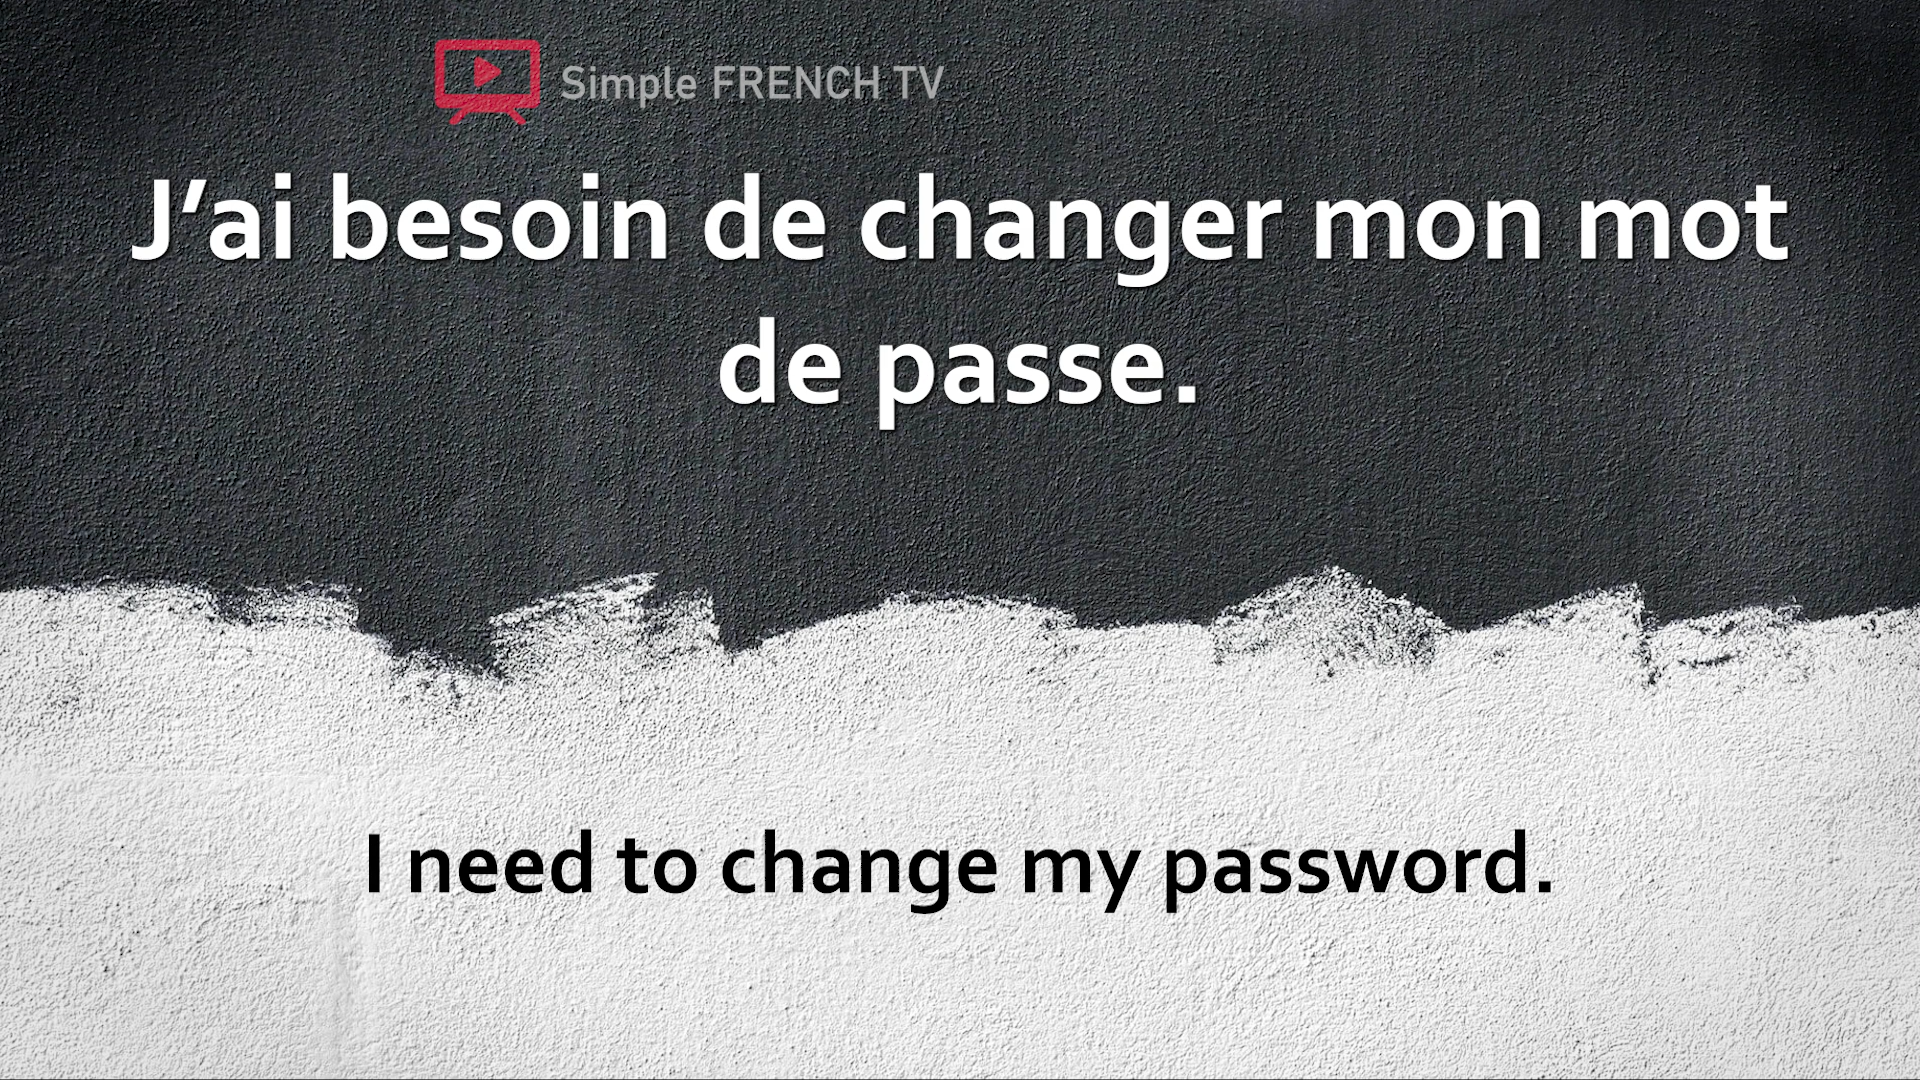 Simple FRENCH TV
J’ai besoin de changer mon mot
de passe.
I need to change my password.